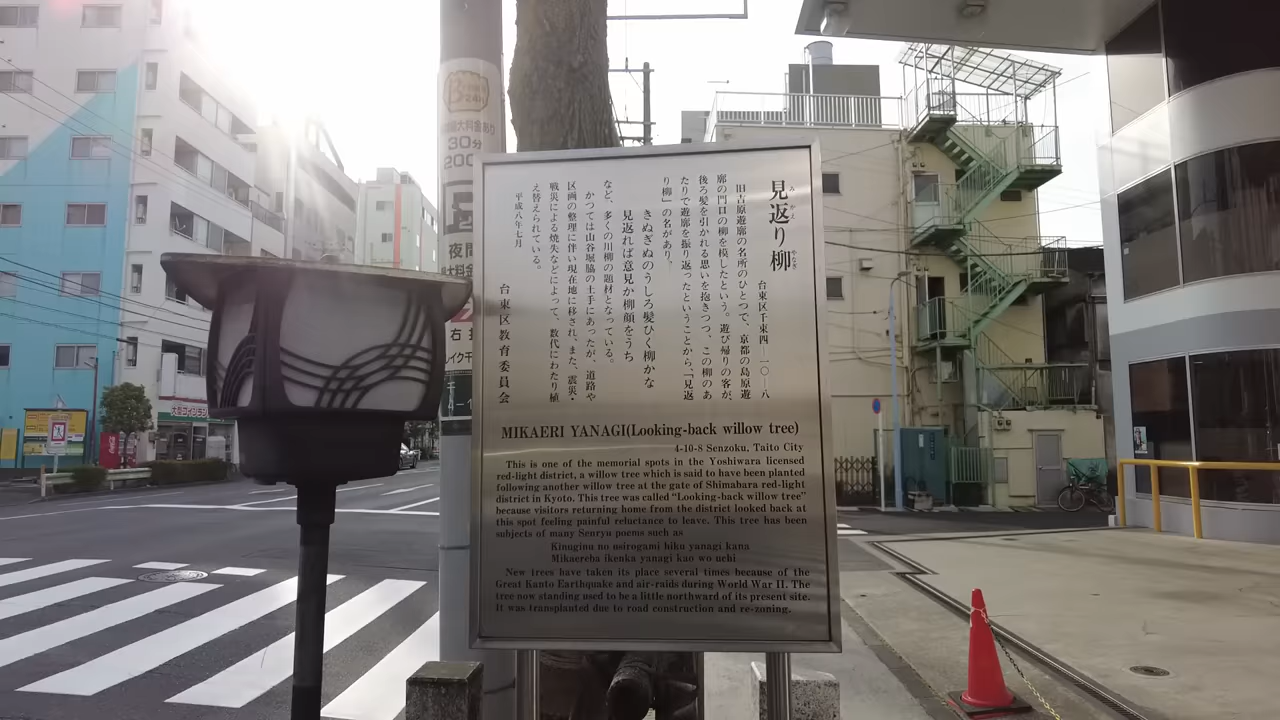 見返り柳
みかえ
やなぎ
台東区千束四―一〇―八
旧吉原遊廓の名所のひとつで、京都の島原遊
廓の門口の柳を模したという。遊び帰りの客が、
後ろ髪を引かれる思いを抱きつつ、この柳のあ
たりで遊廓を振り返ったということから、「見返
り柳」の名があり、
きぬぎぬのうしろ髪ひく柳かな
見返れば意見か柳顔をうち
など、多くの川柳の題材となっている。
かつては山谷堀脇の土手にあったが、道路や
区画の整理に伴い現在地に移され、また、震災・
戦災による焼失などによって、数代にわたり植
え替えられている。
平成八年七月
台東区教育委員会
MIKAERI YANAGI(Looking-back willow tree)
4-10-8 Senzoku, Taito City
This is one of the memorial spots in the Yoshiwara licensed
red-light district, a willow tree which is said to have been planted
following another willow tree at the gate of Shimabara red-light
district in Kyoto. This tree was called "Looking-back willow tree"
because visitors returning home from the district looked back at
this spot feeling painful reluctance to leave. This tree has been
subjects of many Senryu poems such as
Kinuginu no usirogami hiku yanagi kana
Mikaereba ikenka yanagi kao wo uchi
New trees have taken its place several times because of the
Great Kanto Earthquake and air-raids during World War II. The
tree now standing used to be a little northward of its present site.
It was transplanted due to road construction and re-zoning.
30分
200
夜間
料金
右